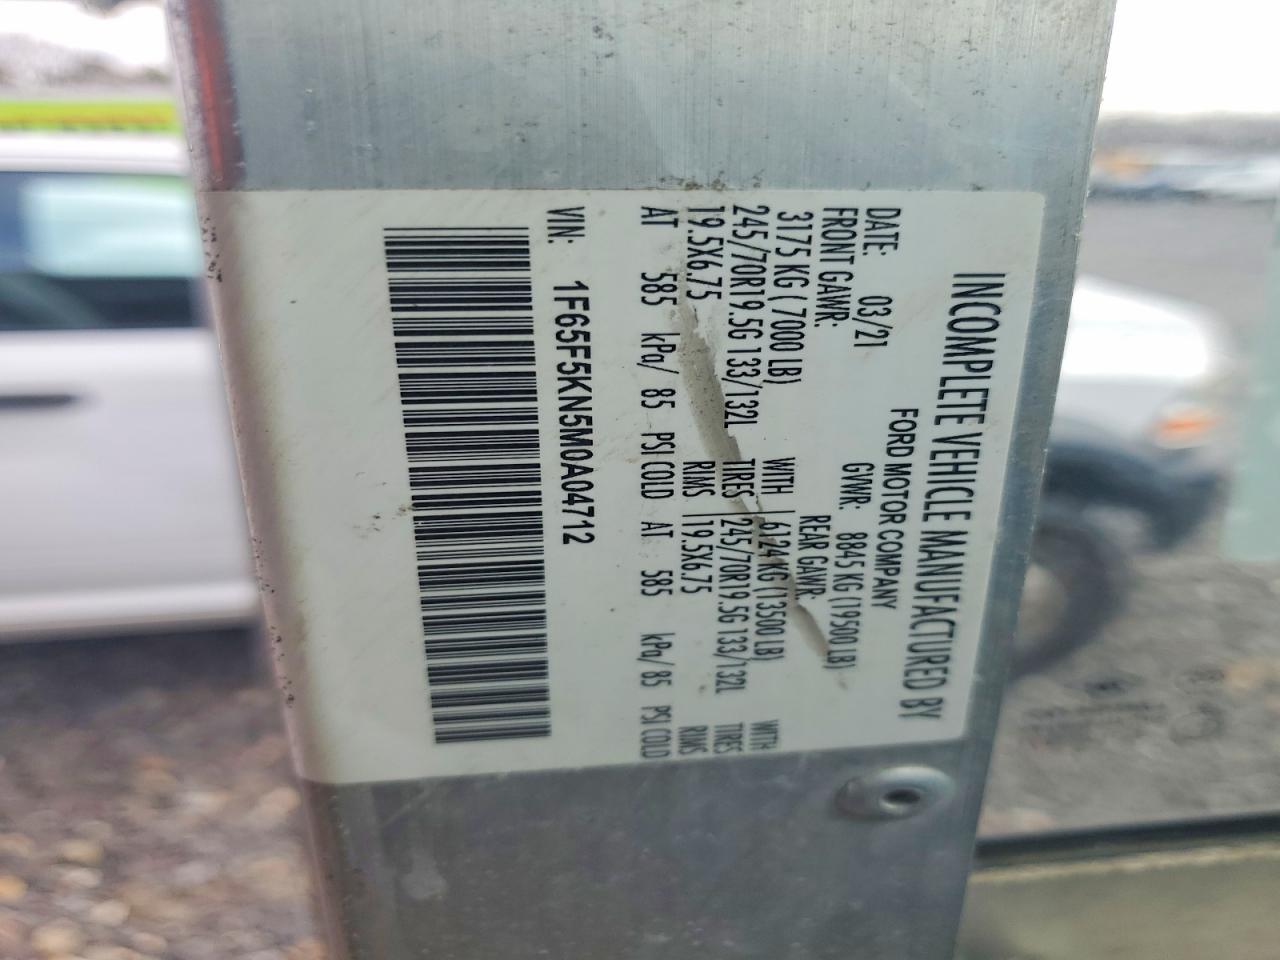 INCOMPLETE VEHICLE MANUFACTURED BY
FORD MOTOR COMPANY
DATE: 03/21 GVWR: 8845 KG (19500 LB)
FRONT GAWR: REAR GAWR:
3175 KG (7000 LB) WITH 6124 KG (13500 LB) WITH
245/70R19.5G 133/132L TIRES 245/70R19.5G 133/132L TIRES
19.5X6.75 RIMS 19.5X6.75 RIMS
AT 585 kPa/ 85 PSI COLD AT 585 kPa/ 85 PSI COLD
VIN: 1F65F5KN5M0A04712